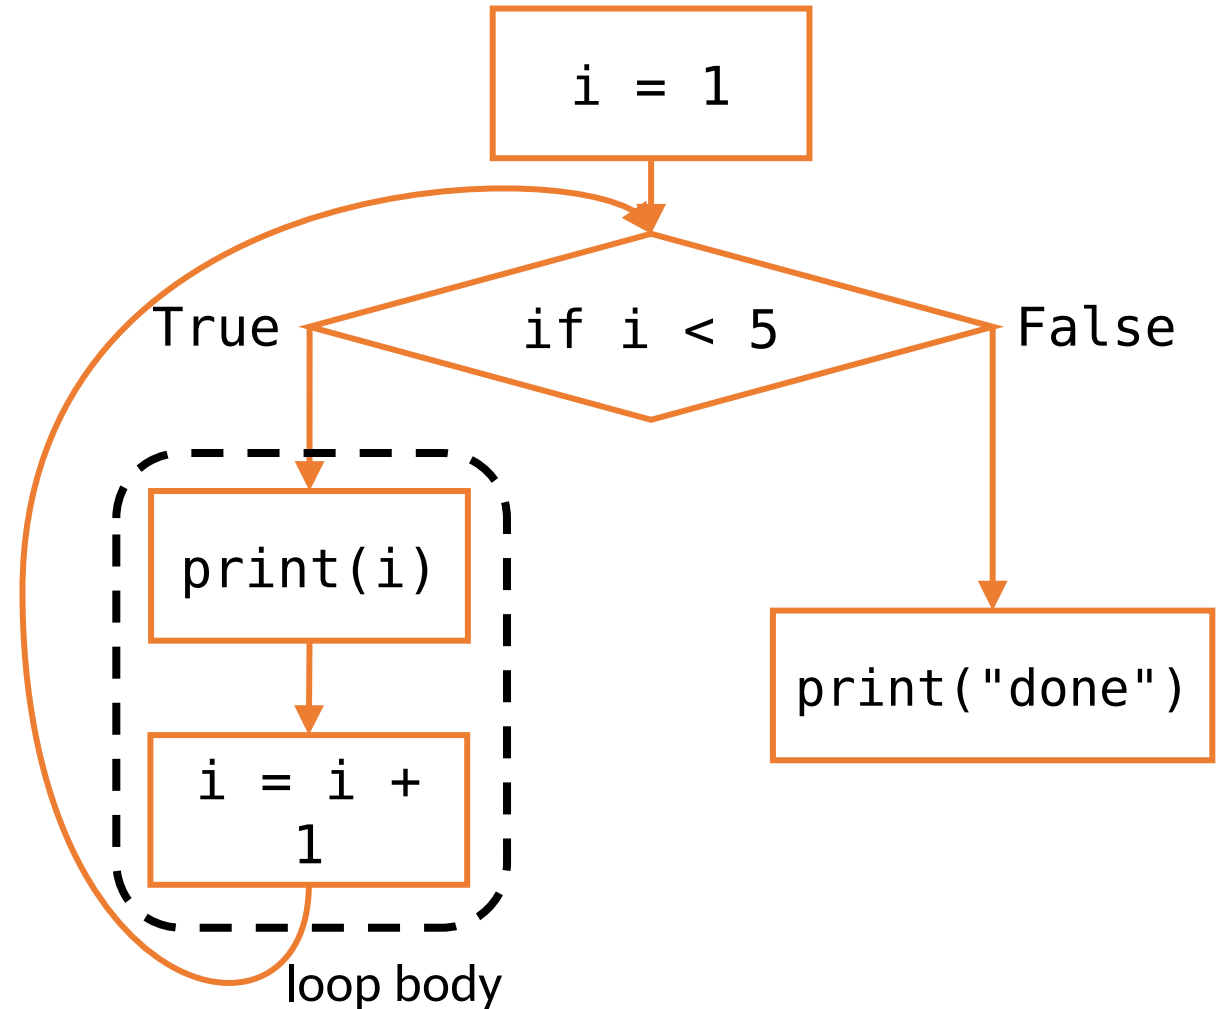 i = 1
True
if i < 5
False
print(i)
print("done")
i = i +
1
loop body